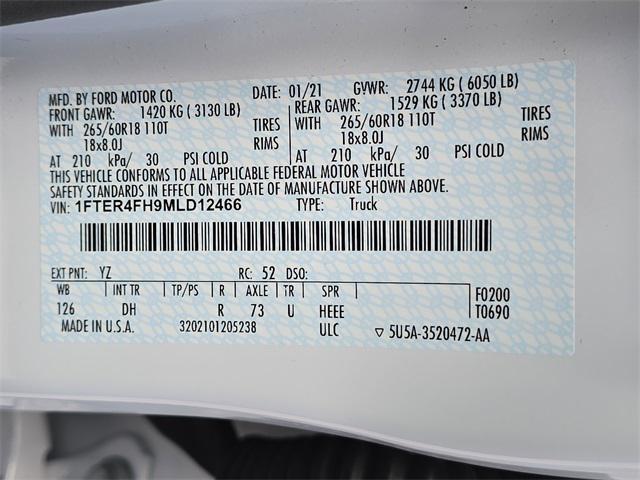 MFD. BY FORD MOTOR CO. DATE: 01/21 GVWR: 2744 KG ( 6050 LB)
FRONT GAWR: 1420 KG ( 3130 LB) REAR GAWR: 1529 KG ( 3370 LB)
WITH 265/60R18 110T TIRES WITH 265/60R18 110T TIRES
18x8.0J RIMS 18x8.0J RIMS
AT 210 kPa/ 30 PSI COLD AT 210 kPa/ 30 PSI COLD
THIS VEHICLE CONFORMS TO ALL APPLICABLE FEDERAL MOTOR VEHICLE
SAFETY STANDARDS IN EFFECT ON THE DATE OF MANUFACTURE SHOWN ABOVE.
VIN: 1FTER4FH9MLD12466 TYPE: Truck
EXT PNT: YZ RC: 52 DSO:
WB INT TR TP/PS R AXLE TR SPR F0200
126 DH R 73 U HEEE T0690
MADE IN U.S.A. 3202101205238 ULC ▽ 5U5A-3520472-AA